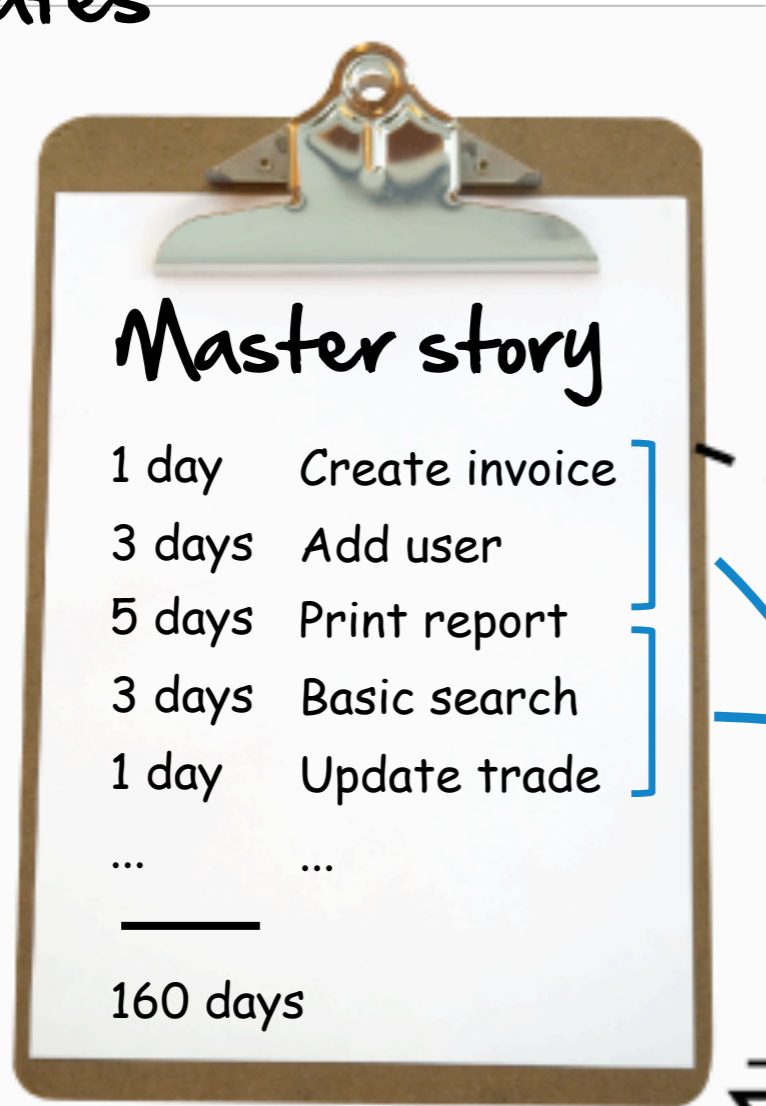 Master story
1 day Create invoice
3 days Add user
5 days Print report
3 days Basic search
1 day Update trade
... ...
160 days